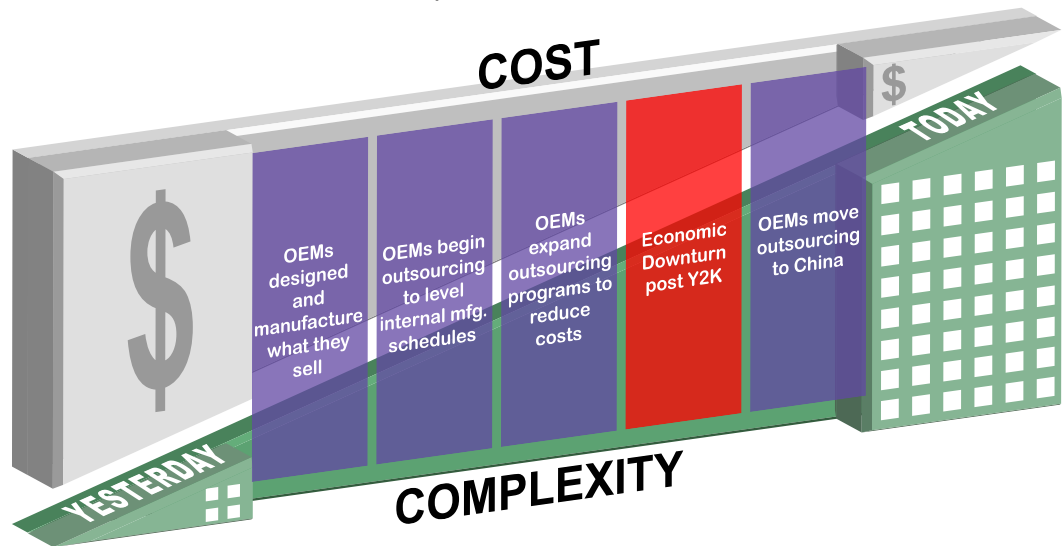 COST
$
$
TODAY
OEMs
designed
and
manufacture
what they
sell
OEMs begin
outsourcing
to level
internal mfg.
schedules
OEMs
expand
outsourcing
programs to
reduce
costs
Economic
Downturn
post Y2K
OEMs move
outsourcing
to China
YESTERDAY
COMPLEXITY